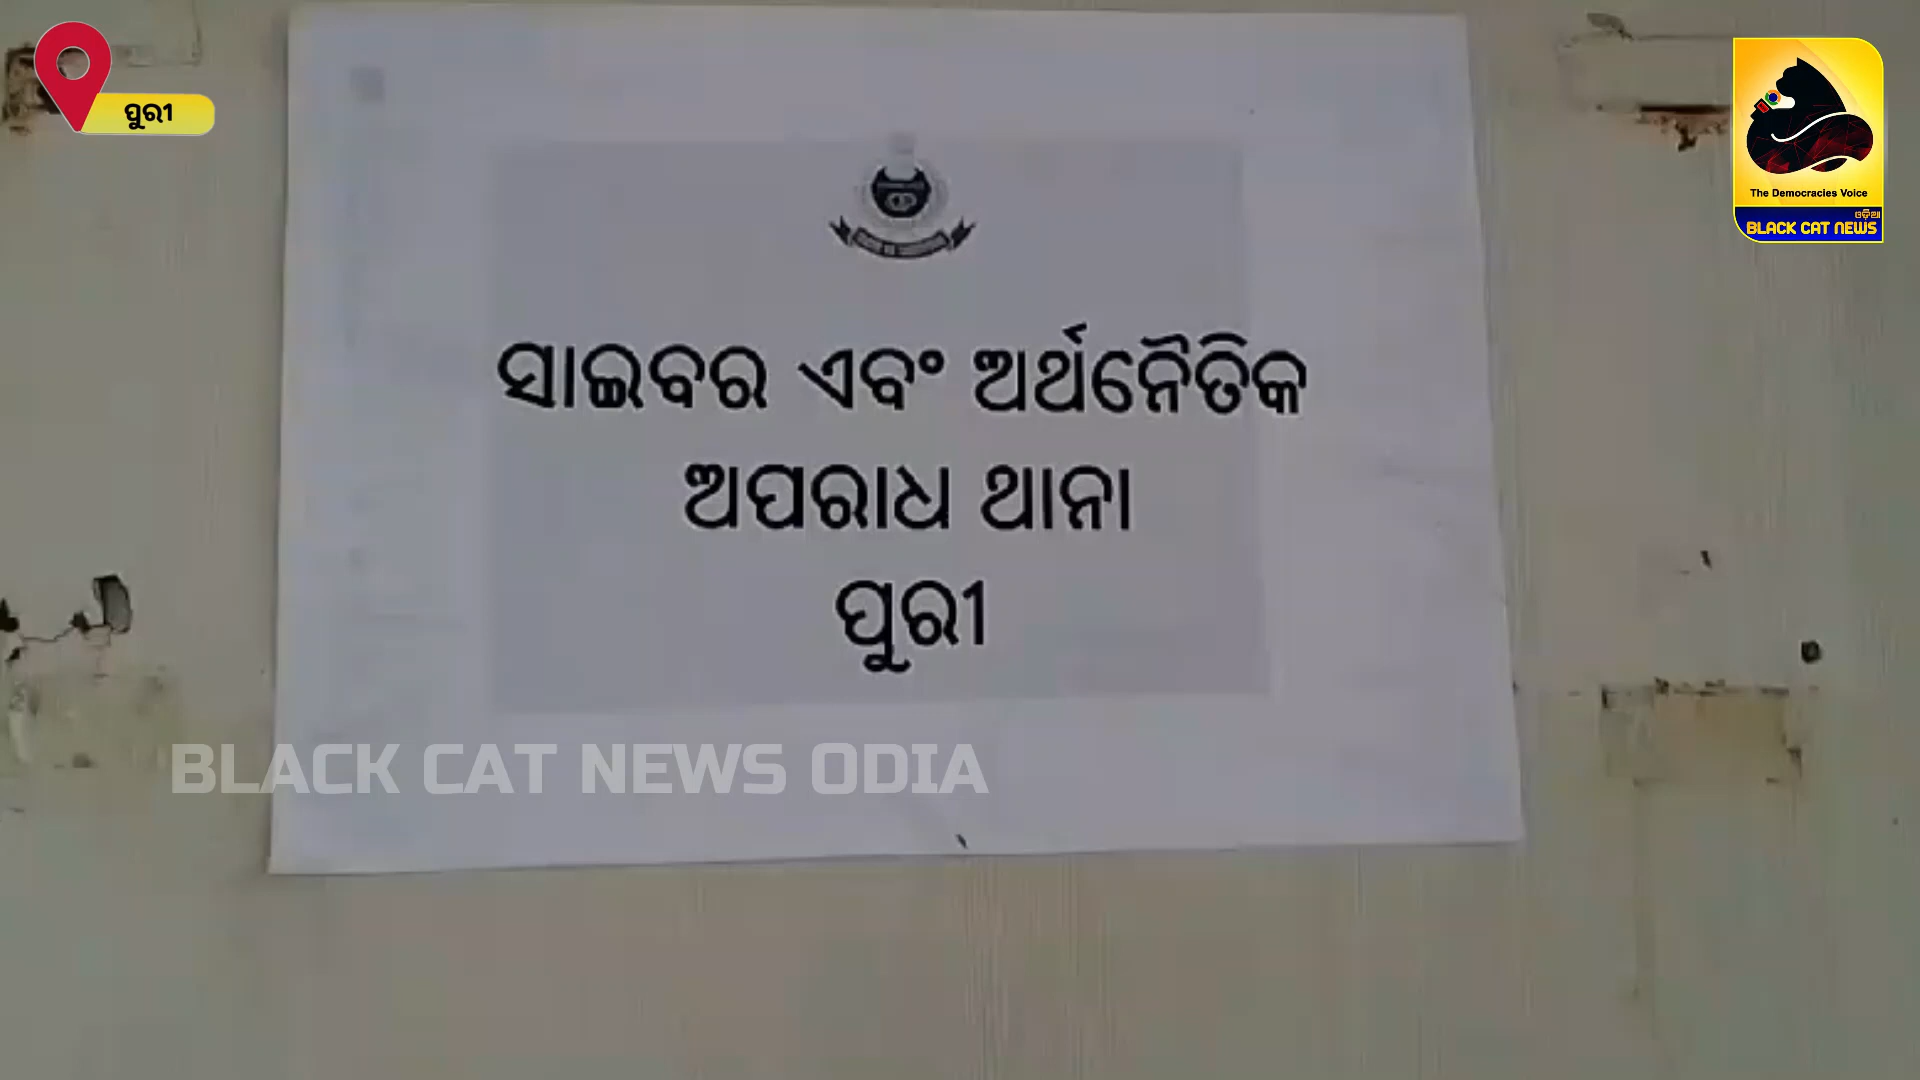 ପୁରୀ
The Democracies Voice
ଓଡ଼ିଆ
BLACK CAT NEWS
ସାଇବର ଏବଂ ଅର୍ଥନୈତିକ
ଅପରାଧ ଥାନା
ପୁରୀ
BLACK CAT NEWS ODIA